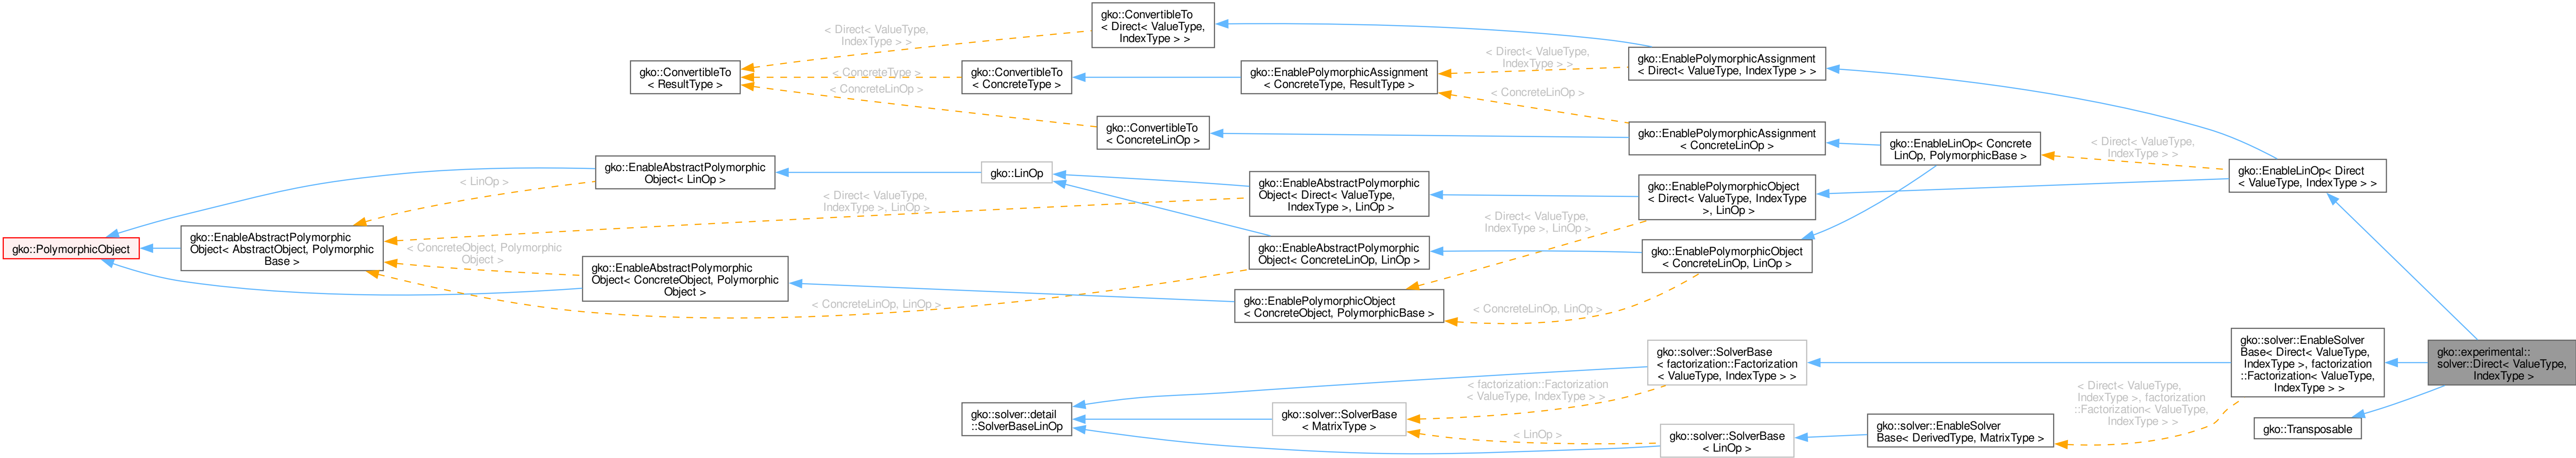 gko::PolymorphicObject
gko::EnableAbstractPolymorphic
Object< AbstractObject, Polymorphic
Base >
gko::EnableAbstractPolymorphic
Object< LinOp >
< LinOp >
gko::EnableAbstractPolymorphic
Object< ConcreteObject, Polymorphic
Object >
< ConcreteObject, Polymorphic
Object >
gko::ConvertibleTo
< ResultType >
< Direct< ValueType,
IndexType > >
< ConcreteType >
< ConcreteLinOp >
gko::ConvertibleTo
< Direct< ValueType,
IndexType > >
gko::ConvertibleTo
< ConcreteType >
gko::ConvertibleTo
< ConcreteLinOp >
gko::LinOp
< Direct< ValueType,
IndexType >, LinOp >
< ConcreteLinOp, LinOp >
gko::solver::detail
::SolverBaseLinOp
gko::EnablePolymorphicAssignment
< ConcreteType, ResultType >
gko::EnableAbstractPolymorphic
Object< Direct< ValueType,
IndexType >, LinOp >
gko::EnableAbstractPolymorphic
Object< ConcreteLinOp, LinOp >
gko::EnablePolymorphicObject
< ConcreteObject, PolymorphicBase >
gko::solver::SolverBase
< MatrixType >
< Direct< ValueType,
IndexType > >
< ConcreteLinOp >
< Direct< ValueType,
IndexType >, LinOp >
< ConcreteLinOp, LinOp >
< factorization::Factorization
< ValueType, IndexType > >
< LinOp >
gko::EnablePolymorphicAssignment
< Direct< ValueType, IndexType > >
gko::EnablePolymorphicAssignment
< ConcreteLinOp >
gko::EnablePolymorphicObject
< Direct< ValueType, IndexType
>, LinOp >
gko::EnablePolymorphicObject
< ConcreteLinOp, LinOp >
gko::solver::SolverBase
< factorization::Factorization
< ValueType, IndexType > >
gko::solver::SolverBase
< LinOp >
gko::EnableLinOp< Concrete
LinOp, PolymorphicBase >
gko::solver::EnableSolver
Base< DerivedType, MatrixType >
< Direct< ValueType,
IndexType > >
< Direct< ValueType,
IndexType >, factorization
::Factorization< ValueType,
IndexType > >
gko::EnableLinOp< Direct
< ValueType, IndexType > >
gko::solver::EnableSolver
Base< Direct< ValueType,
IndexType >, factorization
::Factorization< ValueType,
IndexType > >
gko::Transposable
gko::experimental::
solver::Direct< ValueType,
IndexType >